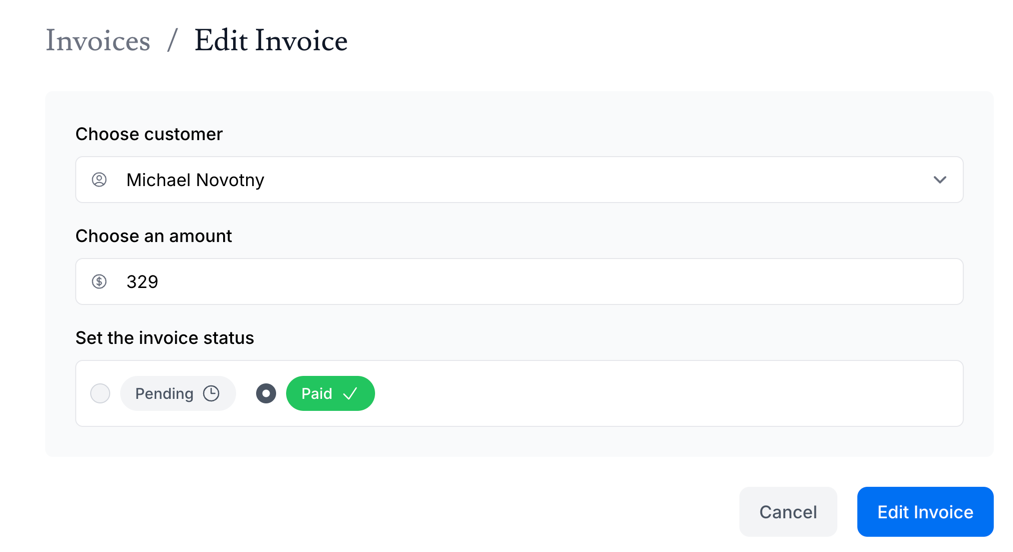 Invoices / Edit Invoice
Choose customer
Michael Novotny
Choose an amount
329
Set the invoice status
Pending Paid
Cancel Edit Invoice